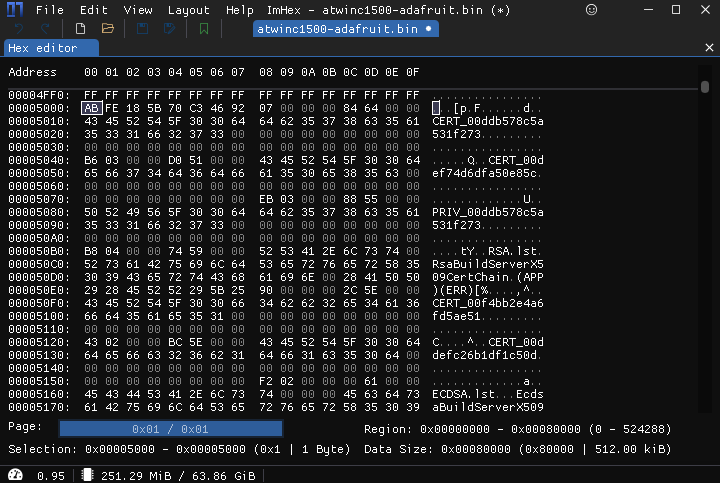 File Edit View Layout Help ImHex - atwinc1500-adafruit.bin (*)
atwinc1500-adafruit.bin
Hex editor
Address 00 01 02 03 04 05 06 07 08 09 0A 0B 0C 0D 0E 0F
00004FF0: FF FF FF FF FF FF FF FF FF FF FF FF FF FF FF FF ................
00005000: AB FE 18 5B 70 C3 46 92 07 00 00 00 84 64 00 00 ...[p.F......d..
00005010: 43 45 52 54 5F 30 30 64 64 62 35 37 38 63 35 61 CERT_00ddb578c5a
00005020: 35 33 31 66 32 37 33 00 00 00 00 00 00 00 00 00 531f273.........
00005030: 00 00 00 00 00 00 00 00 00 00 00 00 00 00 00 00 ................
00005040: B6 03 00 00 D0 51 00 00 43 45 52 54 5F 30 30 64 .....Q..CERT_00d
00005050: 65 66 37 34 64 36 64 66 61 35 30 65 38 35 63 00 ef74d6dfa50e85c.
00005060: 00 00 00 00 00 00 00 00 00 00 00 00 00 00 00 00 ................
00005070: 00 00 00 00 00 00 00 00 EB 03 00 00 88 55 00 00 .............U..
00005080: 50 52 49 56 5F 30 30 64 64 62 35 37 38 63 35 61 PRIV_00ddb578c5a
00005090: 35 33 31 66 32 37 33 00 00 00 00 00 00 00 00 00 531f273.........
000050A0: 00 00 00 00 00 00 00 00 00 00 00 00 00 00 00 00 ................
000050B0: B8 04 00 00 74 59 00 00 52 53 41 2E 6C 73 74 00 ....tY..RSA.lst.
000050C0: 52 73 61 42 75 69 6C 64 53 65 72 76 65 72 58 35 RsaBuildServerX5
000050D0: 30 39 43 65 72 74 43 68 61 69 6E 00 28 41 50 50 09CertChain.(APP
000050E0: 29 28 45 52 52 29 5B 25 90 00 00 00 2C 5E 00 00 )(ERR)[%....,^..
000050F0: 43 45 52 54 5F 30 30 66 34 62 62 32 65 34 61 36 CERT_00f4bb2e4a6
00005100: 66 64 35 61 65 35 31 00 00 00 00 00 00 00 00 00 fd5ae51.........
00005110: 00 00 00 00 00 00 00 00 00 00 00 00 00 00 00 00 ................
00005120: 43 02 00 00 BC 5E 00 00 43 45 52 54 5F 30 30 64 C....^..CERT_00d
00005130: 64 65 66 63 32 36 62 31 64 66 31 63 35 30 64 00 defc26b1df1c50d.
00005140: 00 00 00 00 00 00 00 00 00 00 00 00 00 00 00 00 ................
00005150: 00 00 00 00 00 00 00 00 F2 02 00 00 00 61 00 00 .............a..
00005160: 45 43 44 53 41 2E 6C 73 74 00 00 00 45 63 64 73 ECDSA.lst...Ecds
00005170: 61 42 75 69 6C 64 53 65 72 76 65 72 58 35 30 39 aBuildServerX509
Page: 0x01 / 0x01 Region: 0x00000000 - 0x00080000 (0 - 524288)
Selection: 0x00005000 - 0x00005000 (0x1 | 1 Byte) Data Size: 0x00080000 (0x80000 | 512.00 kiB)
0.95 251.29 MiB / 63.86 GiB